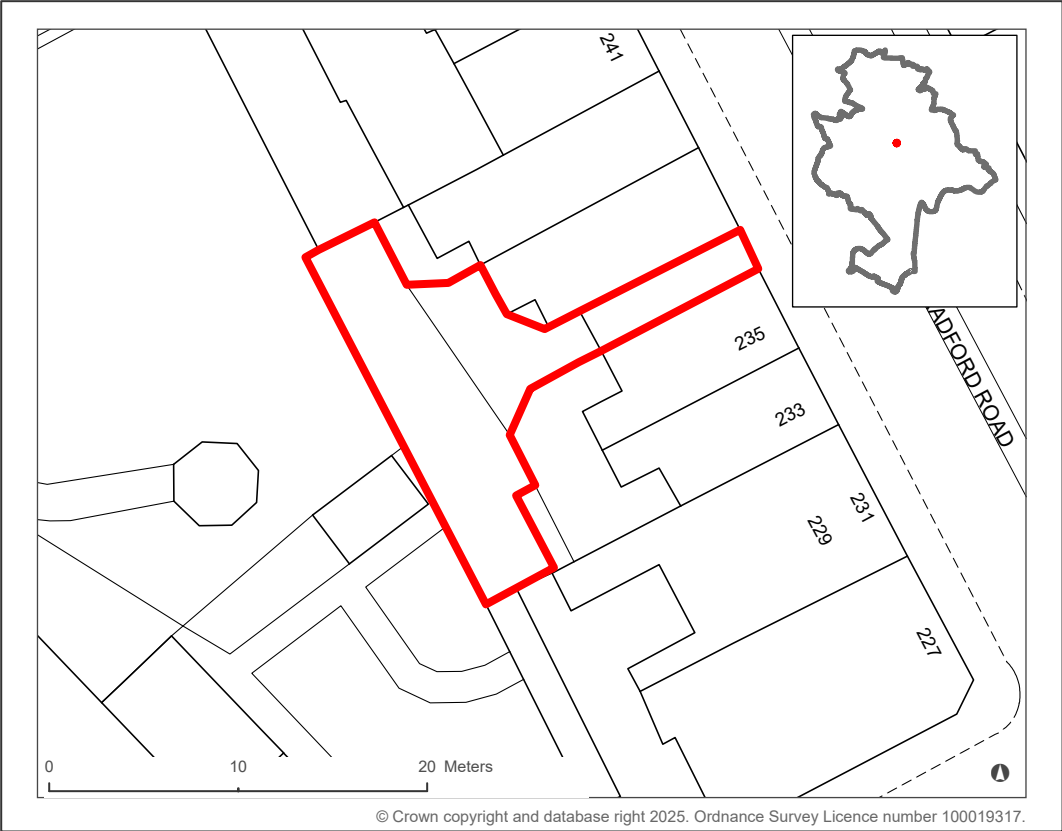 241
ADFORD ROAD
235
233
231
229
227
0 10 20 Meters
© Crown copyright and database right 2025. Ordnance Survey Licence number 100019317.